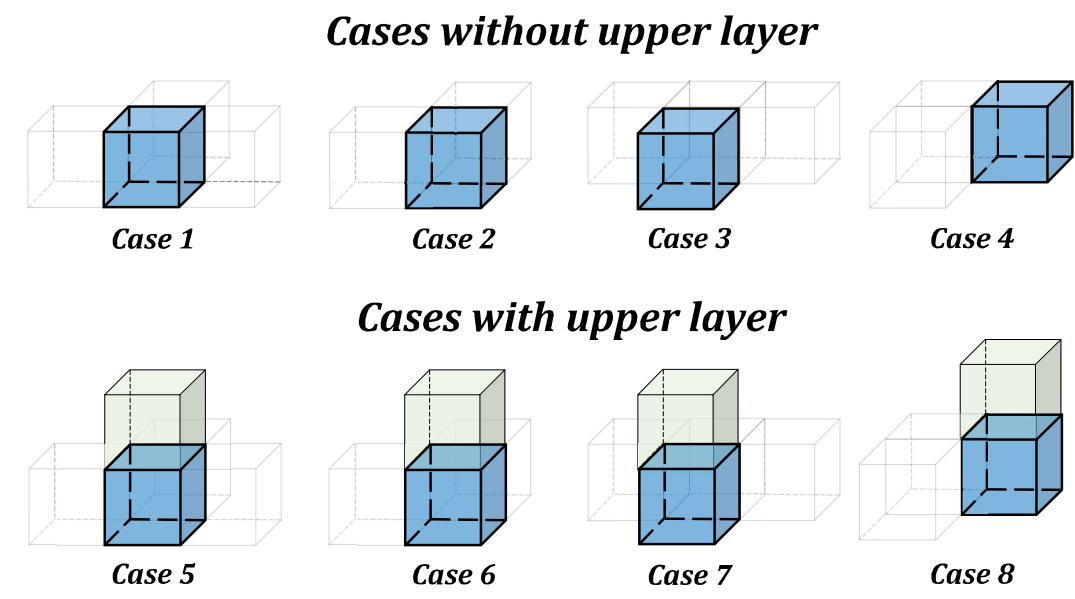 Cases without upper layer
Case 1
Case 2
Case 3
Case 4
Cases with upper layer
Case 5
Case 6
Case 7
Case 8